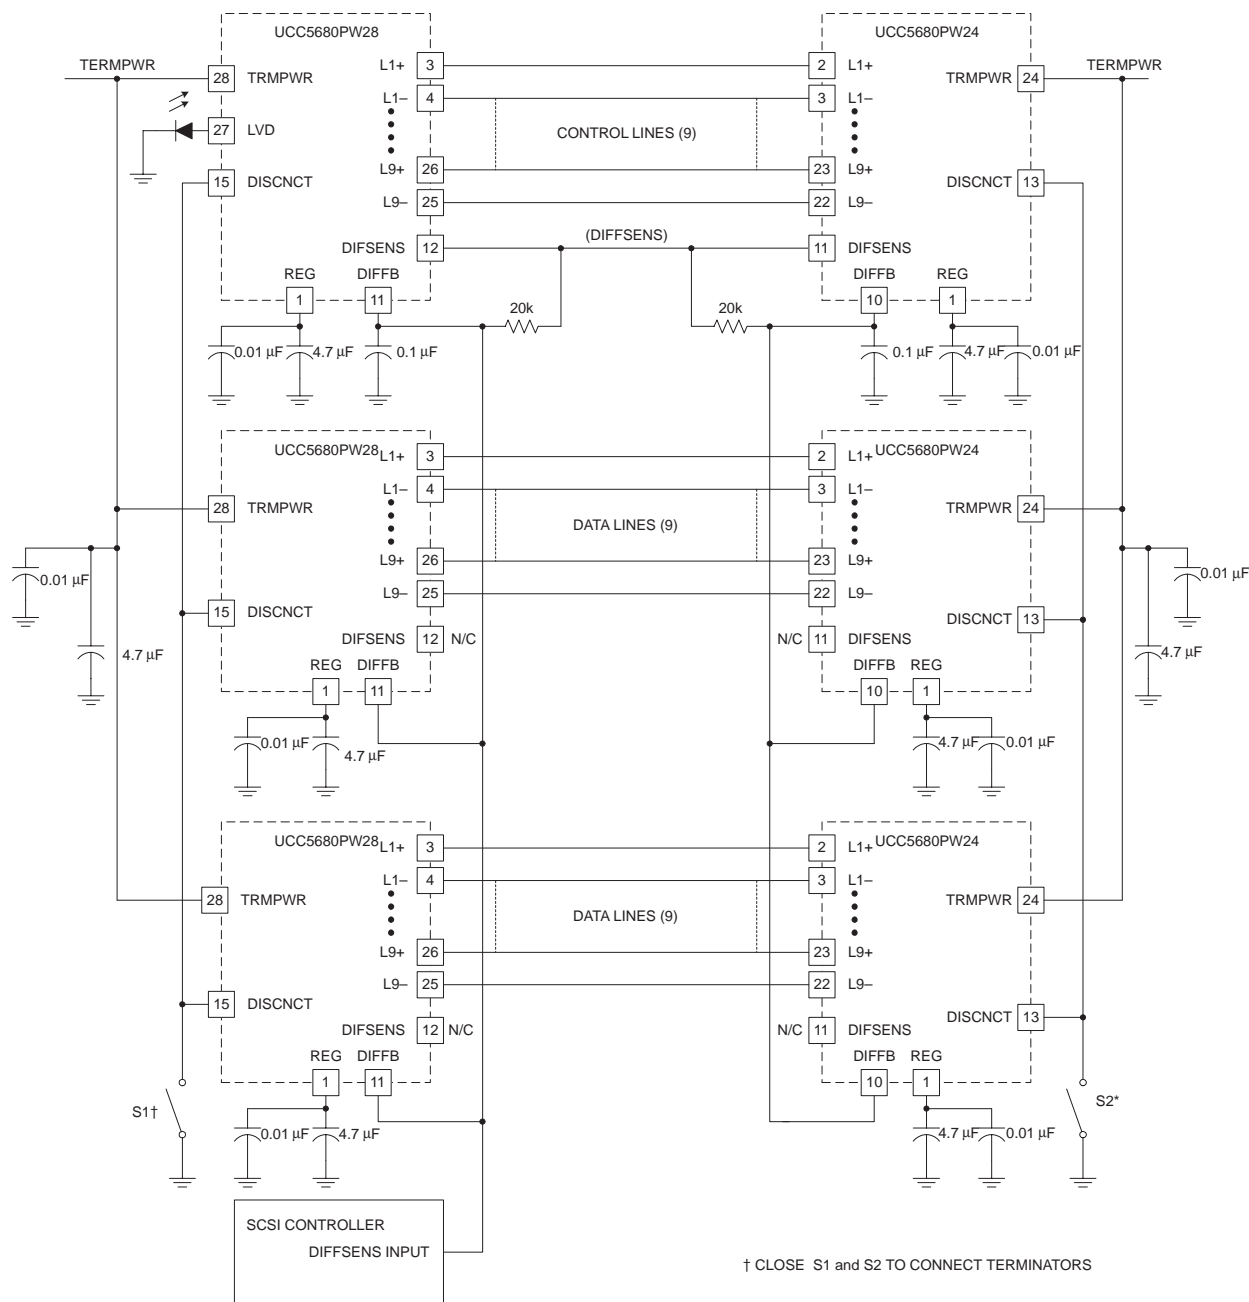 UCC5680PW28
UCC5680PW24
TERMPWR
28
TRMPWR
L1+
3
2
L1+
TRMPWR
24
TERMPWR
L1–
4
3
L1–
27
LVD
CONTROL LINES (9)
L9+
26
23
L9+
15
DISCNCT
DISCNCT
13
L9–
25
22
L9–
(DIFFSENS)
DIFSENS
12
11
DIFSENS
REG
DIFFB
DIFFB
REG
1
11
10
1
20k
20k
0.01 µF
4.7 µF
0.1 µF
0.1 µF
4.7 µF
0.01 µF
UCC5680PW28
L1+
3
2
L1+
UCC5680PW24
L1–
4
3
L1–
28
TRMPWR
TRMPWR
24
DATA LINES (9)
L9+
26
23
L9+
0.01 µF
0.01 µF
L9–
25
22
L9–
15
DISCNCT
DISCNCT
13
DIFSENS
12
N/C
N/C
11
DIFSENS
4.7 µF
4.7 µF
REG
DIFFB
DIFFB
REG
1
11
10
1
0.01 µF
4.7 µF
4.7 µF
0.01 µF
UCC5680PW28
L1+
3
2
L1+
UCC5680PW24
L1–
4
3
L1–
28
TRMPWR
TRMPWR
24
DATA LINES (9)
L9+
26
23
L9+
L9–
25
22
L9–
15
DISCNCT
DISCNCT
13
DIFSENS
12
N/C
N/C
11
DIFSENS
REG
DIFFB
DIFFB
REG
1
11
10
1
S1†
S2*
0.01 µF
4.7 µF
4.7 µF
0.01 µF
SCSI CONTROLLER
DIFFSENS INPUT
† CLOSE S1 and S2 TO CONNECT TERMINATORS